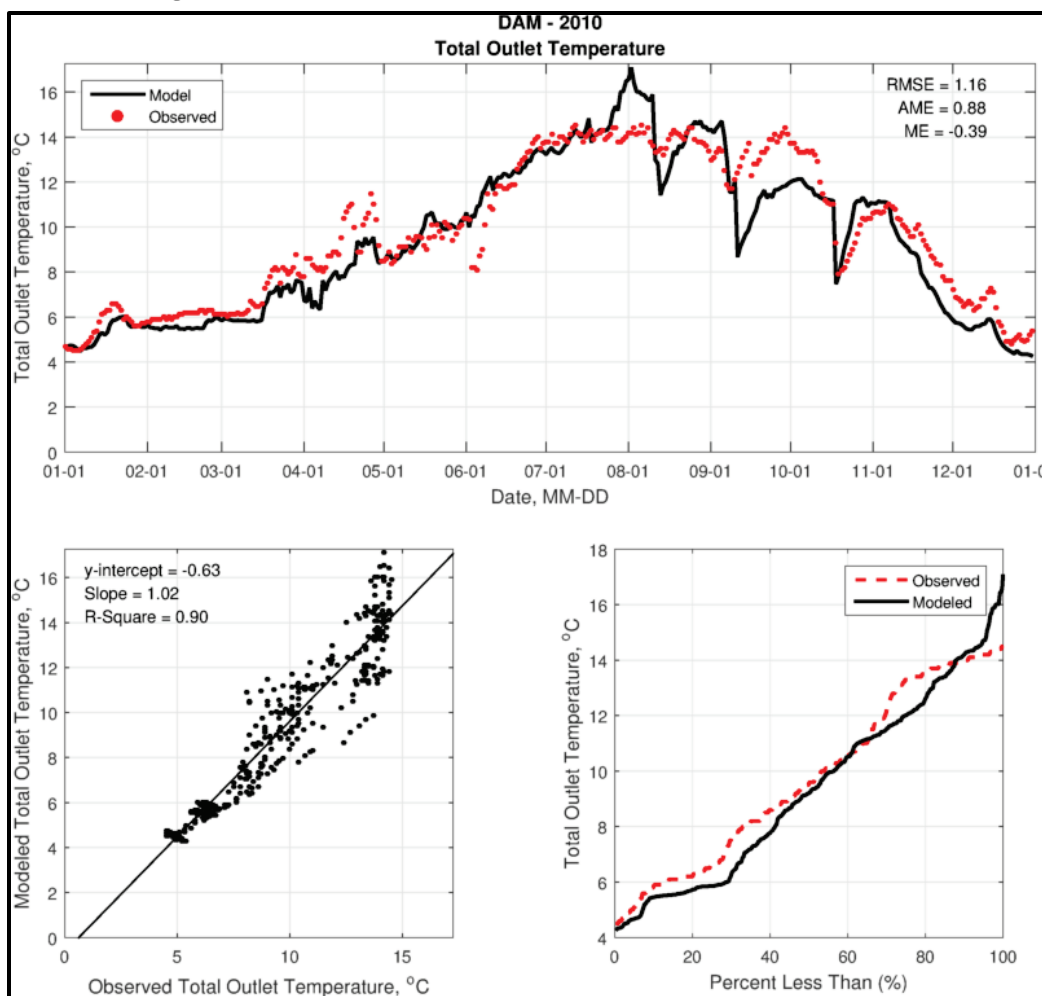 DAM - 2010
Total Outlet Temperature
Model
Observed
RMSE = 1.16
AME = 0.88
ME = -0.39
Total Outlet Temperature, °C
16
14
12
10
8
6
4
2
0
01-01 02-01 03-01 04-01 05-01 06-01 07-01 08-01 09-01 10-01 11-01 12-01 01-0
Date, MM-DD
y-intercept = -0.63
Slope = 1.02
R-Square = 0.90
Modeled Total Outlet Temperature, °C
16
14
12
10
8
6
4
2
0
0 5 10 15
Observed Total Outlet Temperature, °C
Observed
Modeled
Total Outlet Temperature, °C
18
16
14
12
10
8
6
4
0 20 40 60 80 100
Percent Less Than (%)